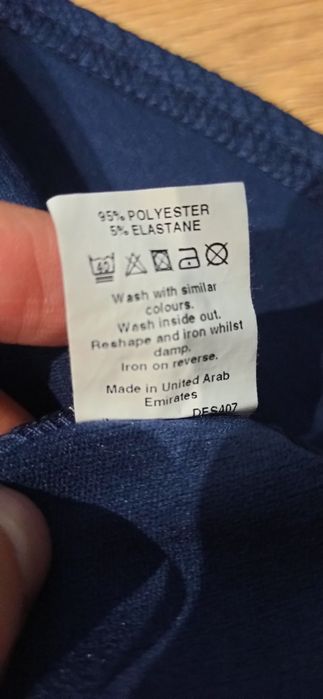 95% POLYESTER
5% ELASTANE
Wash with similar
colours.
Wash inside out.
Reshape and iron whilst
damp.
Iron on reverse.
Made in United Arab
Emirates
DES407